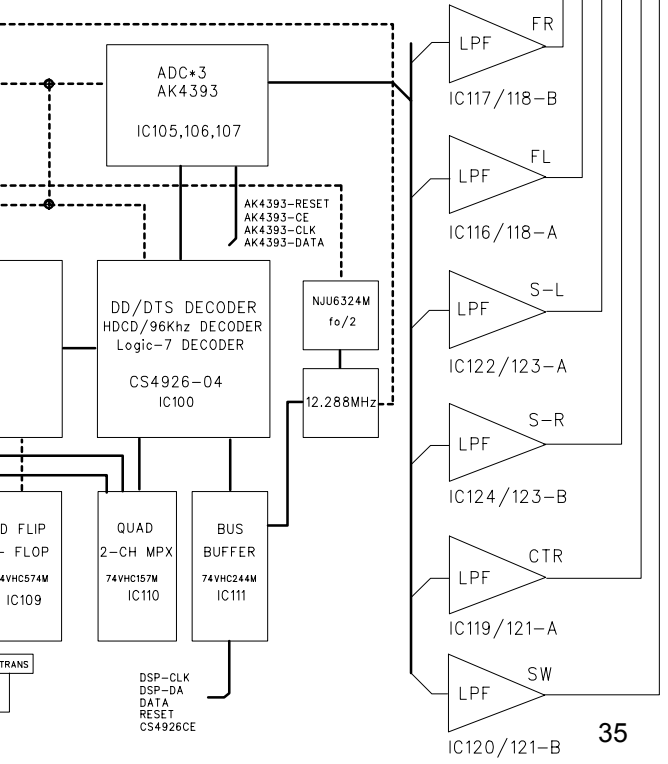 ADC*3
AK4393
IC105,106,107
AK4393-RESET
AK4393-CE
AK4393-CLK
AK4393-DATA
DD/DTS DECODER
HDCD/96Khz DECODER
Logic-7 DECODER
CS4926-04
IC100
NJU6324M
fo/2
12.288MHz
D FLIP
- FLOP
4VHC574M
IC109
QUAD
2-CH MPX
74VHC157M
IC110
BUS
BUFFER
74VHC244M
IC111
TRANS
DSP-CLK
DSP-DA
DATA
RESET
CS4926CE
LPF
FR
IC117/118-B
LPF
FL
IC116/118-A
LPF
S-L
IC122/123-A
LPF
S-R
IC124/123-B
LPF
CTR
IC119/121-A
LPF
SW
IC120/121-B
35